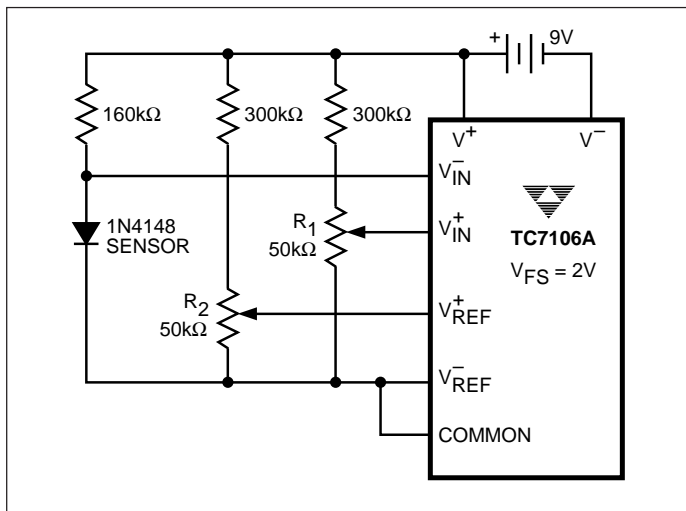 + 9V
160kΩ
300kΩ
300kΩ
V+
V−
V−IN
1N4148
SENSOR
R1
50kΩ
V+IN
TC7106A
VFS = 2V
R2
50kΩ
V+REF
V−REF
COMMON